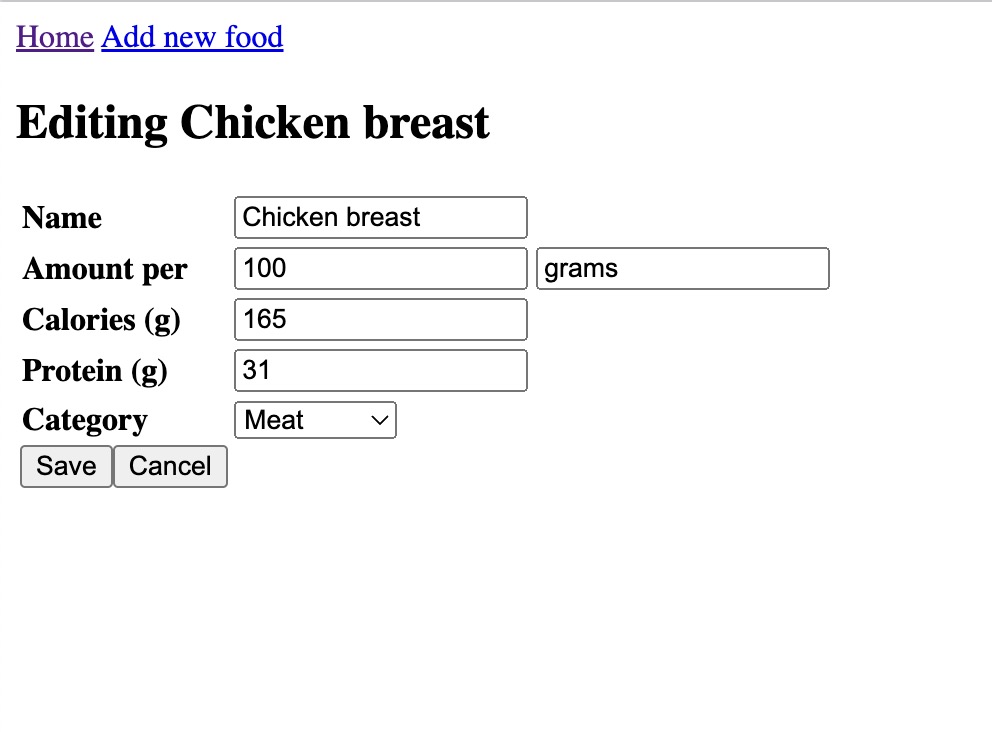 Home Add new food
Editing Chicken breast
Name Chicken breast
Amount per 100 grams
Calories (g) 165
Protein (g) 31
Category Meat
Save Cancel